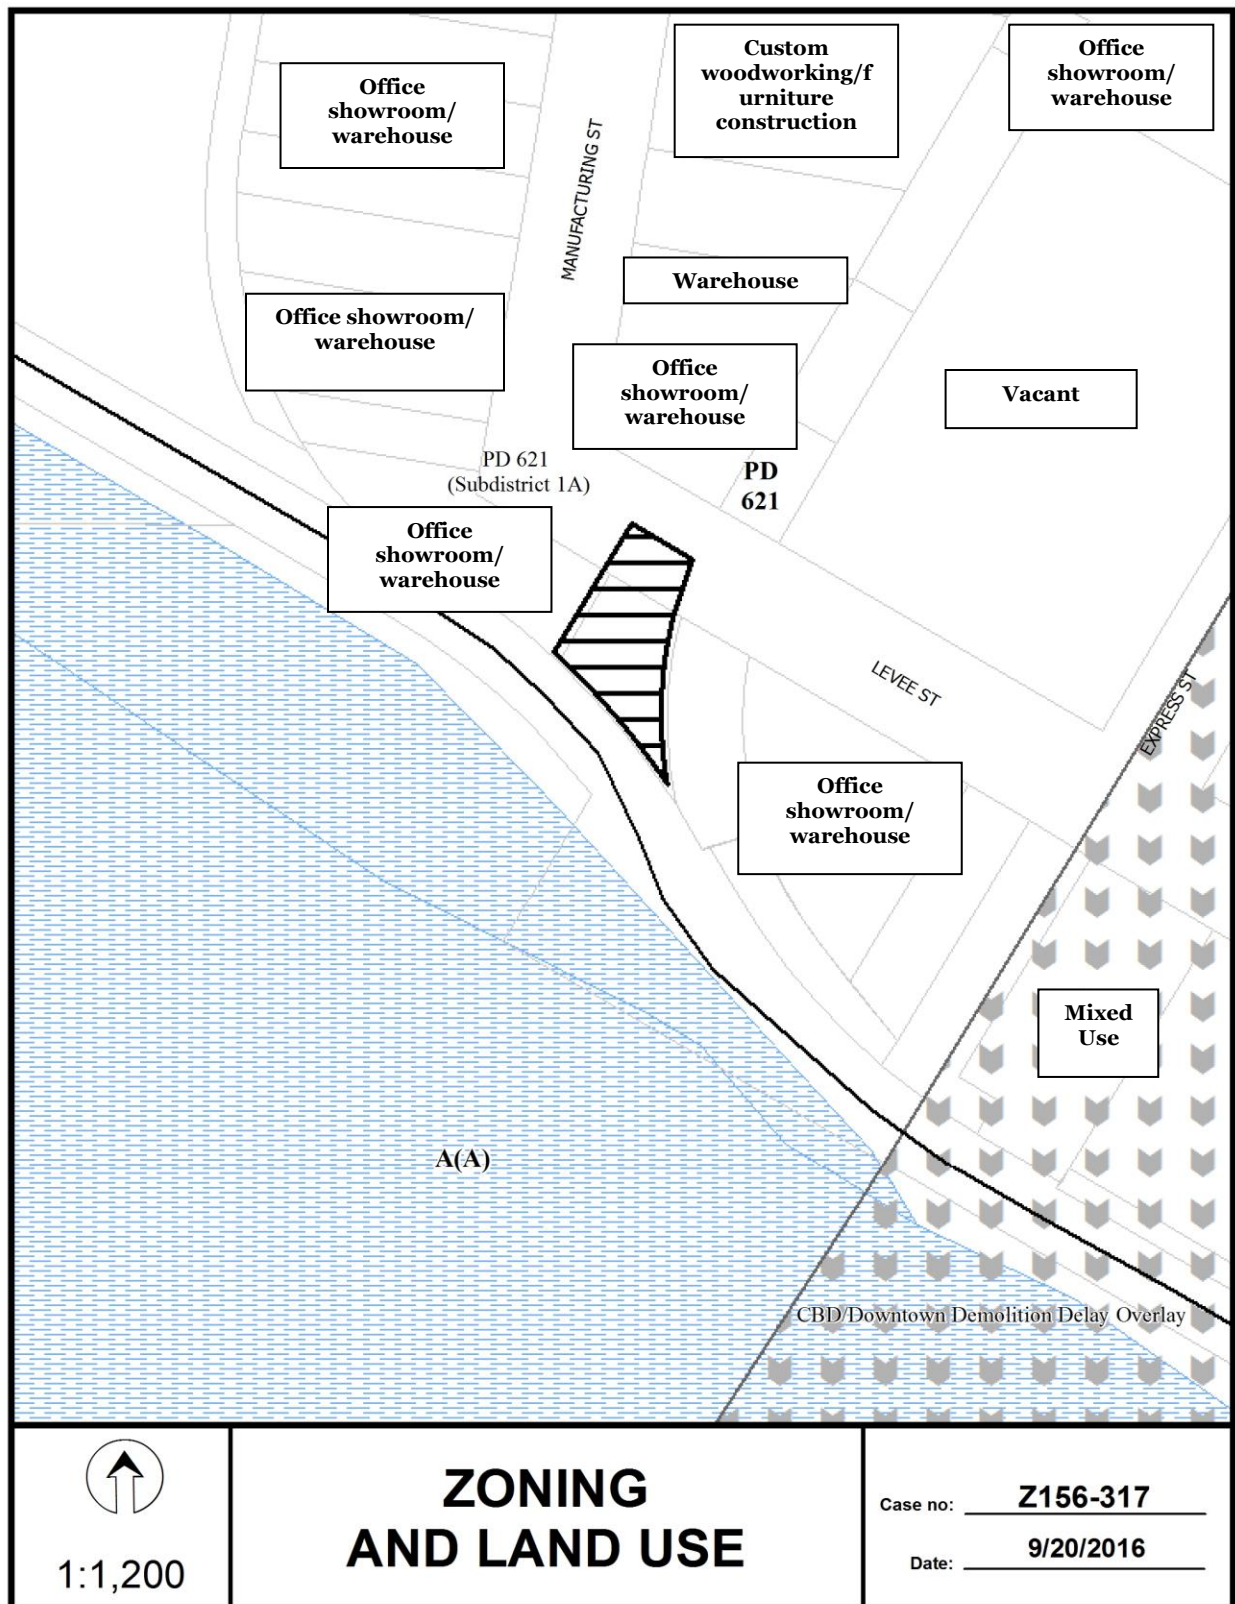 Office
showroom/
warehouse
Custom
woodworking/f
urniture
construction
Office
showroom/
warehouse
MANUFACTURING ST
Warehouse
Office showroom/
warehouse
Office
showroom/
warehouse
Vacant
PD 621
(Subdistrict 1A)
PD
621
Office
showroom/
warehouse
LEVEE ST
EXPRESS ST
Office
showroom/
warehouse
Mixed
Use
A(A)
CBD/Downtown Demolition Delay Overlay
1:1,200
ZONING
AND LAND USE
Case no: Z156-317
Date: 9/20/2016